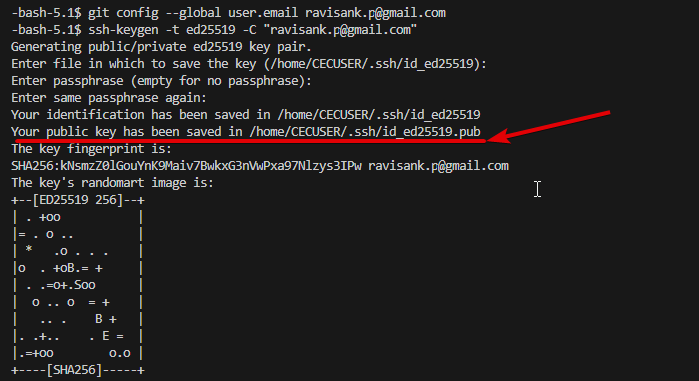 -bash-5.1$ git config --global user.email ravisank.p@gmail.com
-bash-5.1$ ssh-keygen -t ed25519 -C "ravisank.p@gmail.com"
Generating public/private ed25519 key pair.
Enter file in which to save the key (/home/CECUSER/.ssh/id_ed25519):
Enter passphrase (empty for no passphrase):
Enter same passphrase again:
Your identification has been saved in /home/CECUSER/.ssh/id_ed25519
Your public key has been saved in /home/CECUSER/.ssh/id_ed25519.pub
The key fingerprint is:
SHA256:kNsmzZ0lGouYnK9Maiv7BwkxG3nVwPxa97Nlzys3IPw ravisank.p@gmail.com
The key's randomart image is:
+--[ED25519 256]--+
| . +oo           |
|= . o ..         |
| *   .o . . .    |
|o  . +oB.= +     |
| . .=o+.Soo      |
|  o .. o  = +    |
|   .. .    B +   |
|. .+..    . E =  |
|.=+oo        o.o |
+----[SHA256]-----+